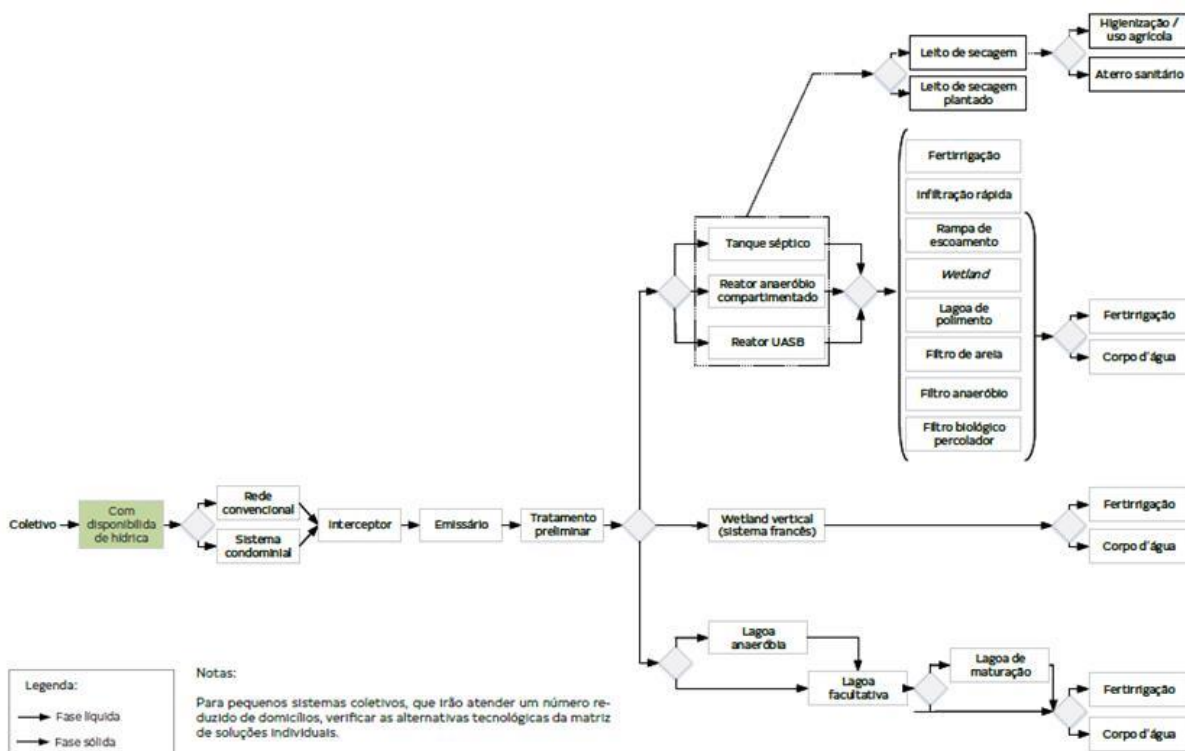 Higienização /
uso agrícola
Leito de secagem
Aterro sanitário
Leito de secagem
plantado
Fertirrigação
Infiltração rápida
Rampa de
escoamento
Tanque séptico
Wetland
Reator anaeróbio
compartimentado
Lagoa de
polimento
Fertirrigação
Reator UASB
Filtro de areia
Corpo d'água
Filtro anaeróbio
Filtro biológico
percolador
Coletivo
Com
disponibilida
de hídrica
Rede
convencional
Sistema
condominial
Interceptor
Emissário
Tratamento
preliminar
Wetland vertical
(sistema francês)
Fertirrigação
Corpo d'água
Lagoa
anaeróbia
Lagoa
facultativa
Lagoa de
maturação
Fertirrigação
Corpo d'água
Legenda:
Fase líquida
Fase sólida
Notas:
Para pequenos sistemas coletivos, que irão atender um número re-
duzido de domicílios, verificar as alternativas tecnológicas da matriz
de soluções individuais.